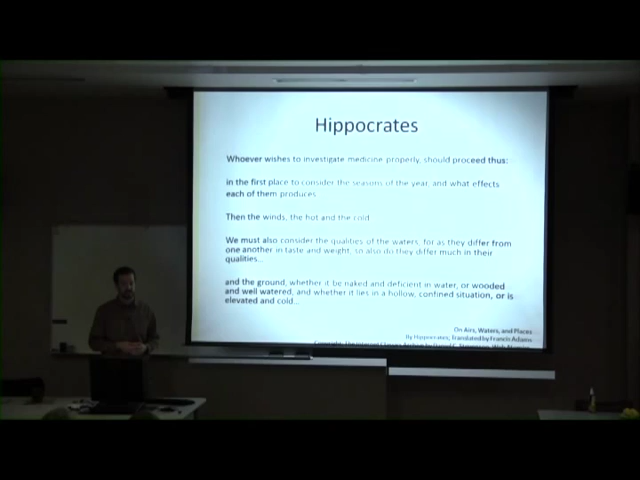 Hippocrates
Whoever wishes to investigate medicine properly, should proceed thus:
in the first place to consider the seasons of the year, and what effects
each of them produces
Then the winds, the hot and the cold
We must also consider the qualities of the waters, for as they differ from
one another in taste and weight, so also do they differ much in their
qualities...
and the ground, whether it be naked and deficient in water, or wooded
and well watered, and whether it lies in a hollow, confined situation, or is
elevated and cold...
On Airs, Waters, and Places
By Hippocrates; Translated by Francis Adams